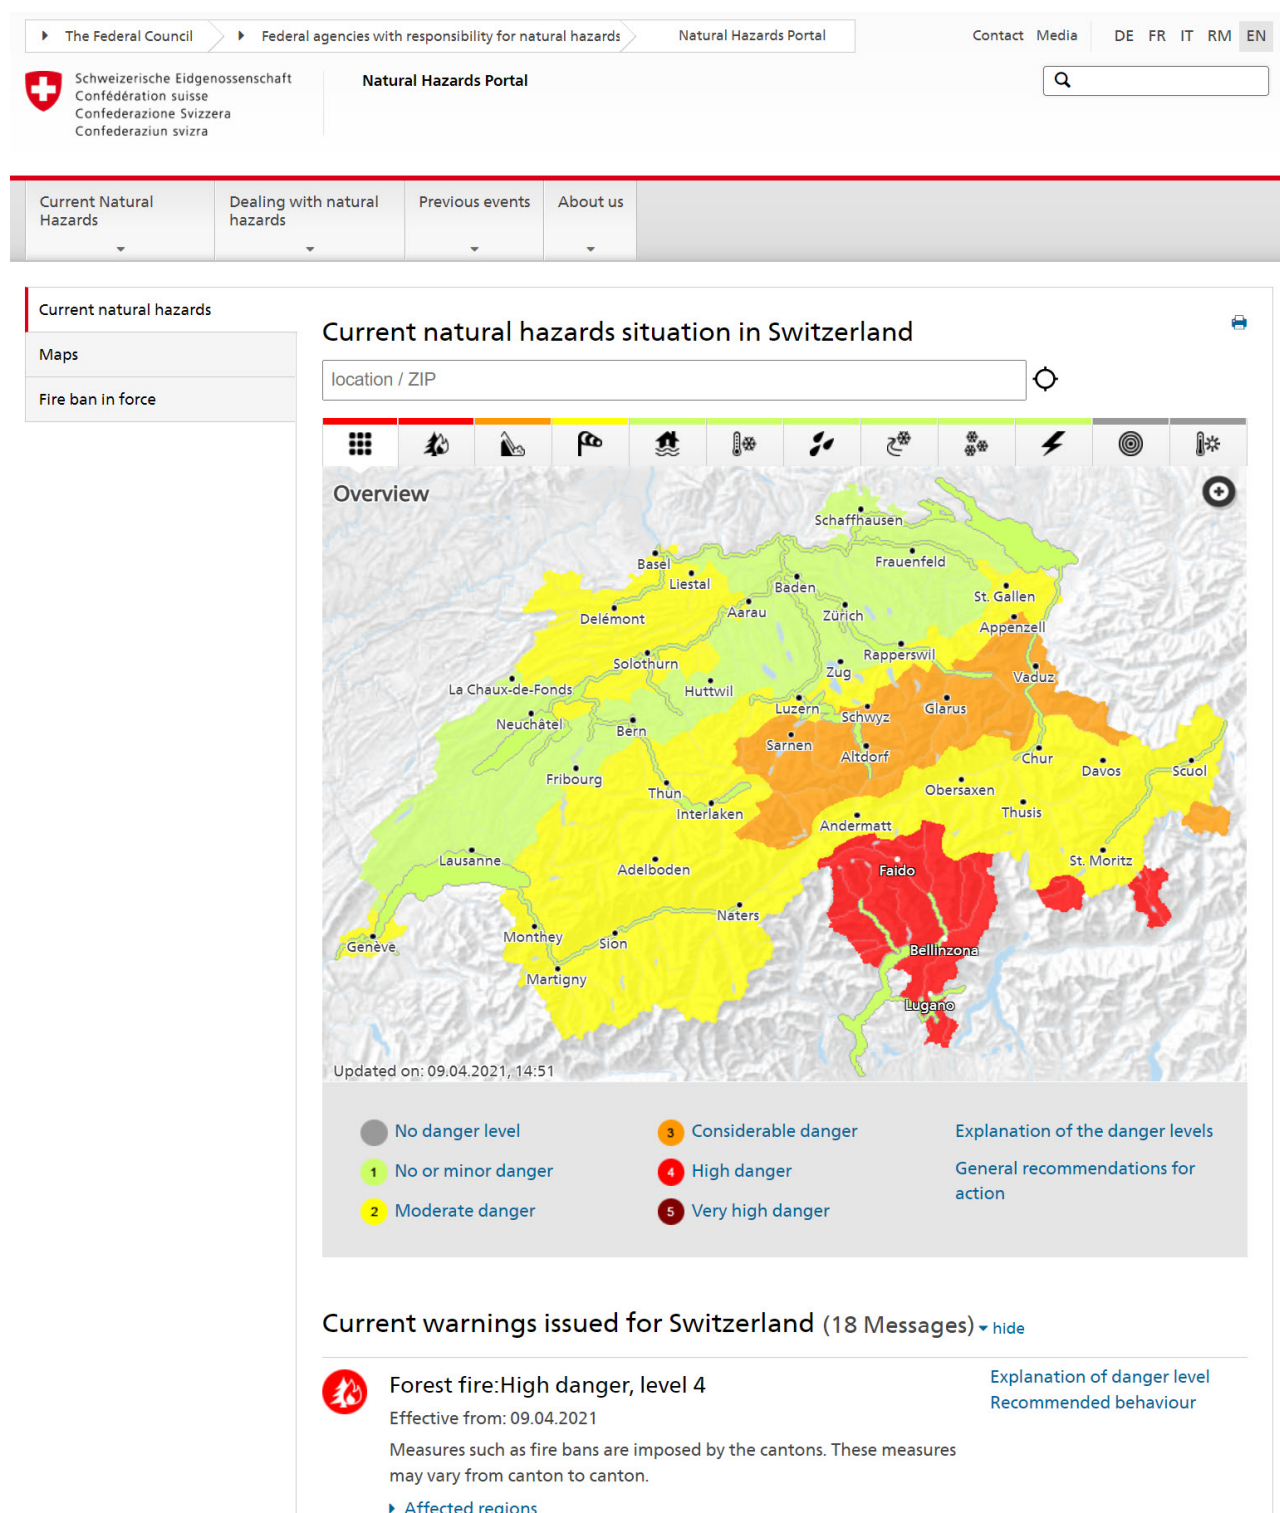 The Federal Council
Federal agencies with responsibility for natural hazards
Natural Hazards Portal
Contact Media DE FR IT RM EN
Schweizerische Eidgenossenschaft
Confédération suisse
Confederazione Svizzera
Confederaziun svizra
Natural Hazards Portal
Current Natural
Hazards
Dealing with natural
hazards
Previous events
About us
Current natural hazards
Maps
Fire ban in force
Current natural hazards situation in Switzerland
location / ZIP
Overview
Schaffhausen
Basel
Frauenfeld
Liestal
Baden
St. Gallen
Delémont
Aarau
Zürich
Appenzell
Solothurn
Rapperswil
Zug
Vaduz
La Chaux-de-Fonds
Huttwil
Luzern
Schwyz
Glarus
Neuchâtel
Bern
Sarnen
Altdorf
Chur
Davos
Scuol
Fribourg
Thun
Obersaxen
Interlaken
Andermatt
Thusis
Lausanne
Adelboden
Faido
St. Moritz
Naters
Genève
Monthey
Sion
Bellinzona
Martigny
Lugano
Updated on: 09.04.2021, 14:51
No danger level
1 No or minor danger
2 Moderate danger
3 Considerable danger
4 High danger
5 Very high danger
Explanation of the danger levels
General recommendations for
action
Current warnings issued for Switzerland (18 Messages) hide
Forest fire:High danger, level 4
Effective from: 09.04.2021
Measures such as fire bans are imposed by the cantons. These measures
may vary from canton to canton.
Affected regions
Explanation of danger level
Recommended behaviour